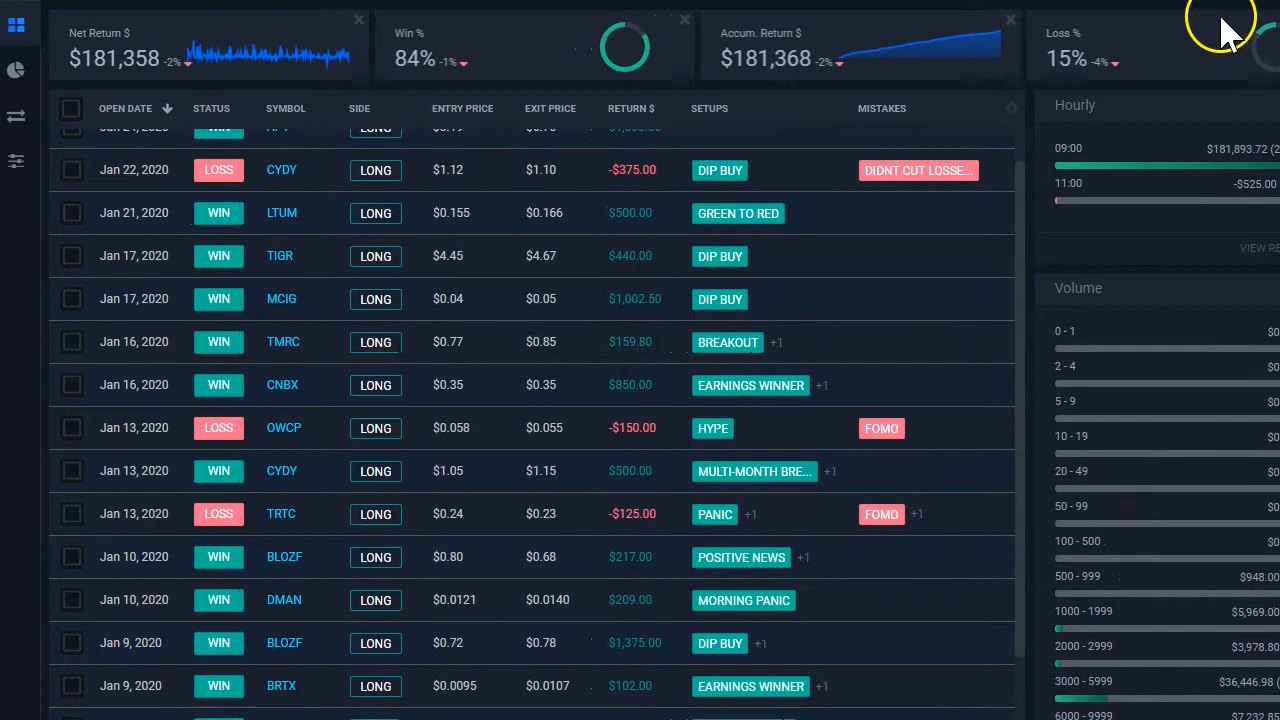 Net Return $
$181,358 -2%
Win %
84% -1%
Accum. Return $
$181,368 -2%
Loss %
15% -4%
OPEN DATE STATUS SYMBOL SIDE ENTRY PRICE EXIT PRICE RETURN $ SETUPS MISTAKES
Jan 22, 2020 LOSS CYDY LONG $1.12 $1.10 -$375.00 DIP BUY DIDNT CUT LOSSE...
Jan 21, 2020 WIN LTUM LONG $0.155 $0.166 $500.00 GREEN TO RED
Jan 17, 2020 WIN TIGR LONG $4.45 $4.67 $440.00 DIP BUY
Jan 17, 2020 WIN MCIG LONG $0.04 $0.05 $1,002.50 DIP BUY
Jan 16, 2020 WIN TMRC LONG $0.77 $0.85 $159.80 BREAKOUT +1
Jan 16, 2020 WIN CNBX LONG $0.35 $0.35 $850.00 EARNINGS WINNER +1
Jan 13, 2020 LOSS OWCP LONG $0.058 $0.055 -$150.00 HYPE FOMO
Jan 13, 2020 WIN CYDY LONG $1.05 $1.15 $500.00 MULTI-MONTH BRE... +1
Jan 13, 2020 LOSS TRTC LONG $0.24 $0.23 -$125.00 PANIC +1 FOMO +1
Jan 10, 2020 WIN BLOZF LONG $0.80 $0.68 $217.00 POSITIVE NEWS +1
Jan 10, 2020 WIN DMAN LONG $0.0121 $0.0140 $209.00 MORNING PANIC
Jan 9, 2020 WIN BLOZF LONG $0.72 $0.78 $1,375.00 DIP BUY +1
Jan 9, 2020 WIN BRTX LONG $0.0095 $0.0107 $102.00 EARNINGS WINNER +1
Hourly
09:00 $181,893.72 (2
11:00 -$525.00
VIEW RE
Volume
0 - 1 $0
2 - 4 $0
5 - 9 $0
10 - 19 $0
20 - 49 $0
50 - 99 $0
100 - 500 $0
500 - 999 $948.00
1000 - 1999 $5,969.00
2000 - 2999 $3,978.80
3000 - 5999 $36,446.98 (
6000 - 9999 $7,232.85